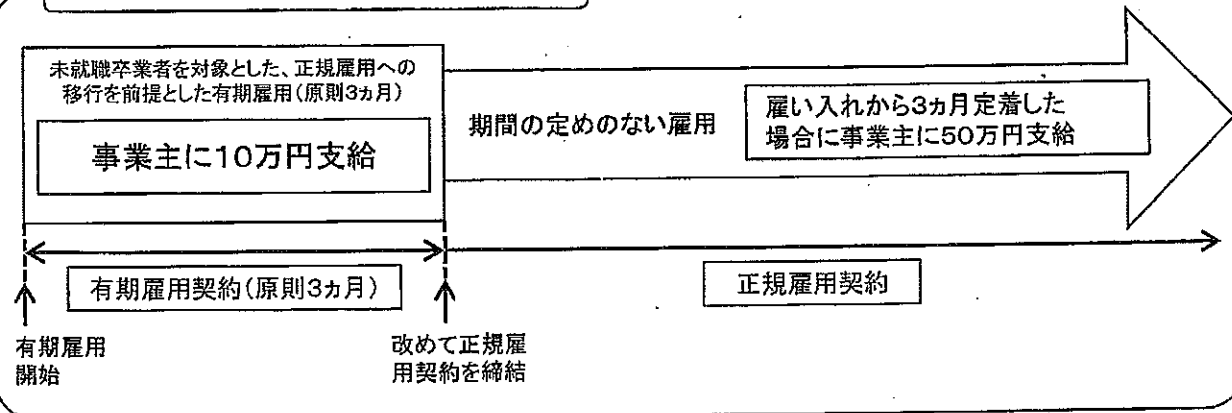 未就職卒業者を対象とした、正規雇用への
移行を前提とした有期雇用(原則3ヵ月)
事業主に10万円支給
期間の定めのない雇用
雇い入れから3ヵ月定着した
場合に事業主に50万円支給
有期雇用契約(原則3ヵ月)
正規雇用契約
有期雇用
開始
改めて正規雇
用契約を締結